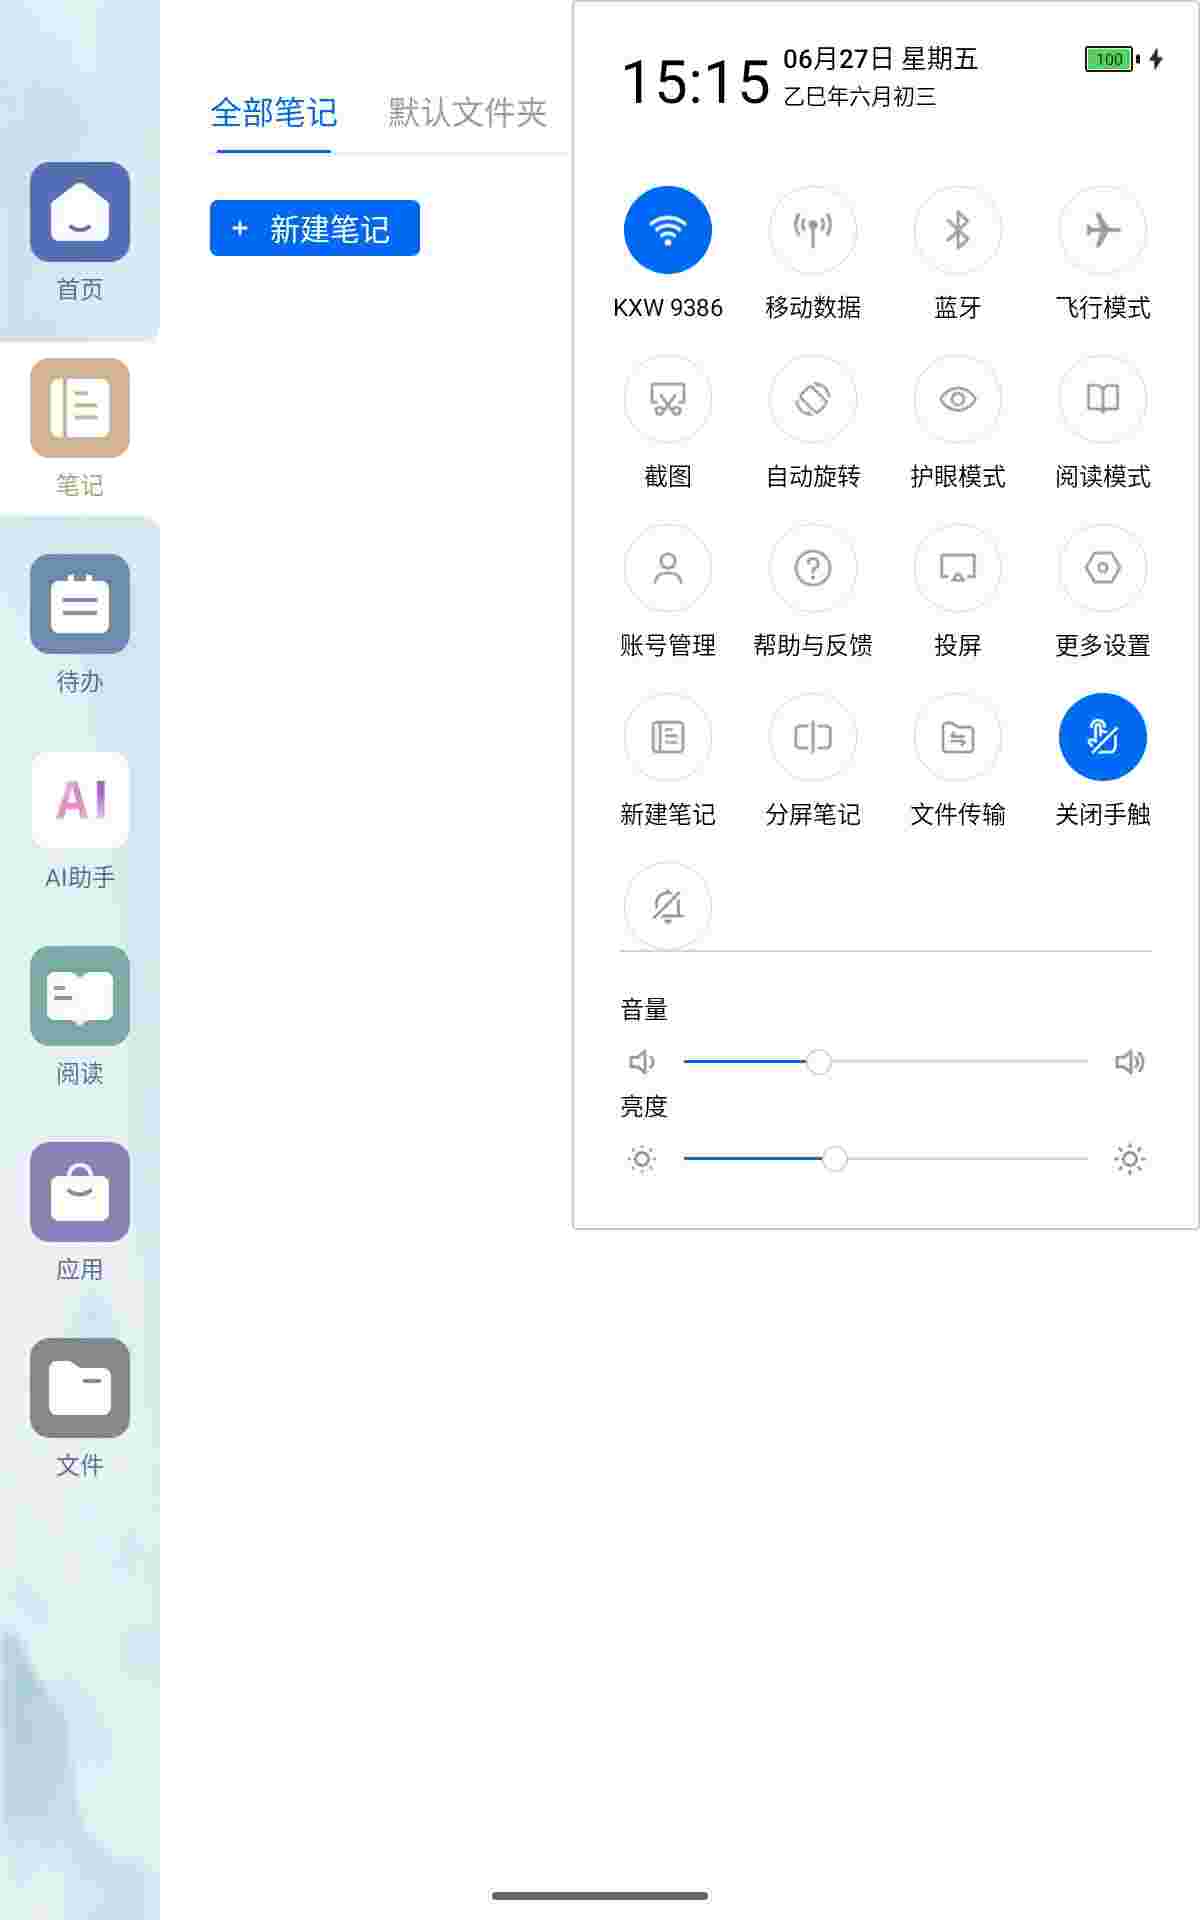 15:15
06月27日 星期五
乙巳年六月初三
100
全部笔记
默认文件夹
+ 新建笔记
首页
笔记
待办
AI
AI助手
阅读
应用
文件
KXW 9386
移动数据
蓝牙
飞行模式
截图
自动旋转
护眼模式
阅读模式
账号管理
帮助与反馈
投屏
更多设置
新建笔记
分屏笔记
文件传输
关闭手触
音量
亮度